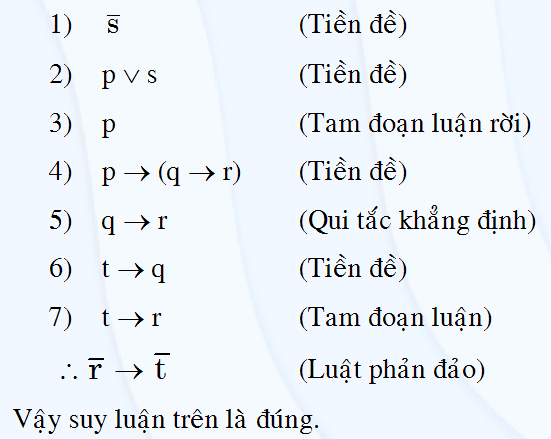 1) s̅ (Tiền đề)
2) p ∨ s (Tiền đề)
3) p (Tam đoạn luận rời)
4) p → (q → r) (Tiền đề)
5) q → r (Qui tắc khẳng định)
6) t → q (Tiền đề)
7) t → r (Tam đoạn luận)
∴ r̅ → t̅ (Luật phản đảo)
Vậy suy luận trên là đúng.